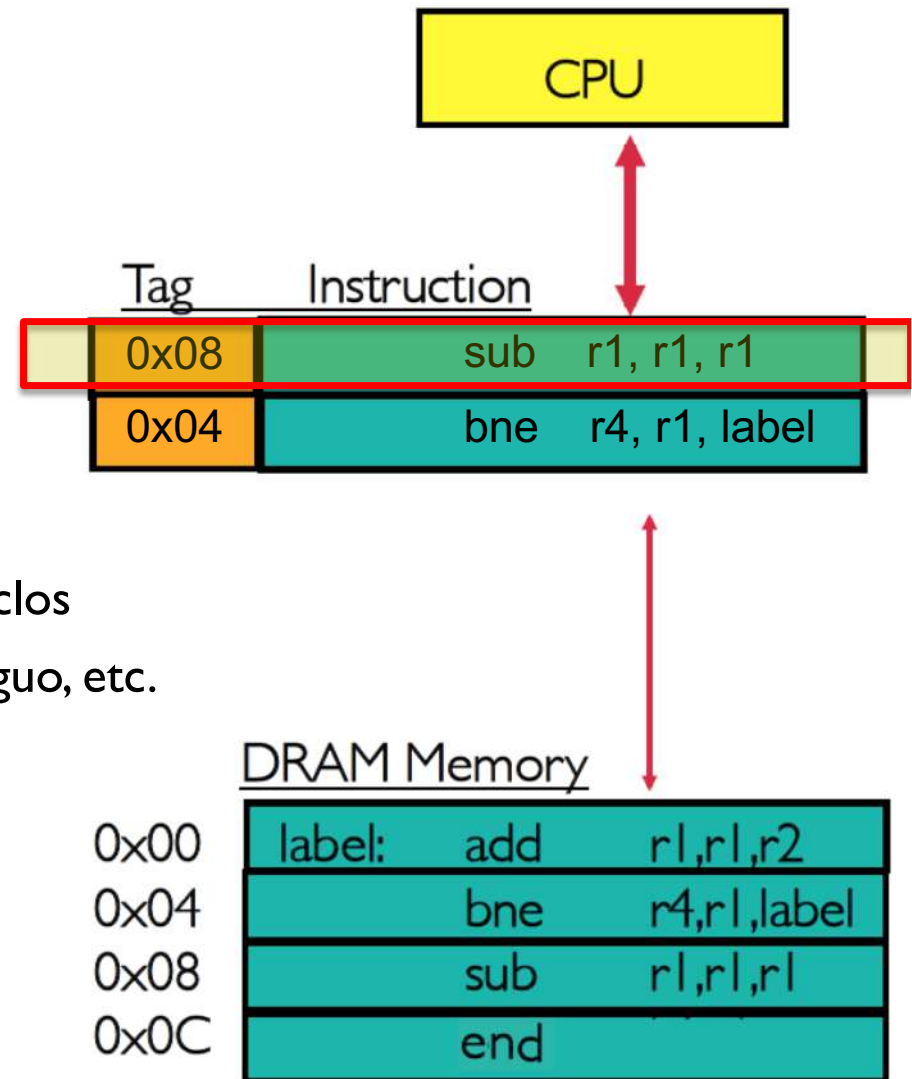 CPU
Tag Instruction
0x08 sub r1, r1, r1
0x04 bne r4, r1, label
clos
guo, etc.
DRAM Memory
0x00 label: add r1,r1,r2
0x04 bne r4,r1,label
0x08 sub r1,r1,r1
0x0C end